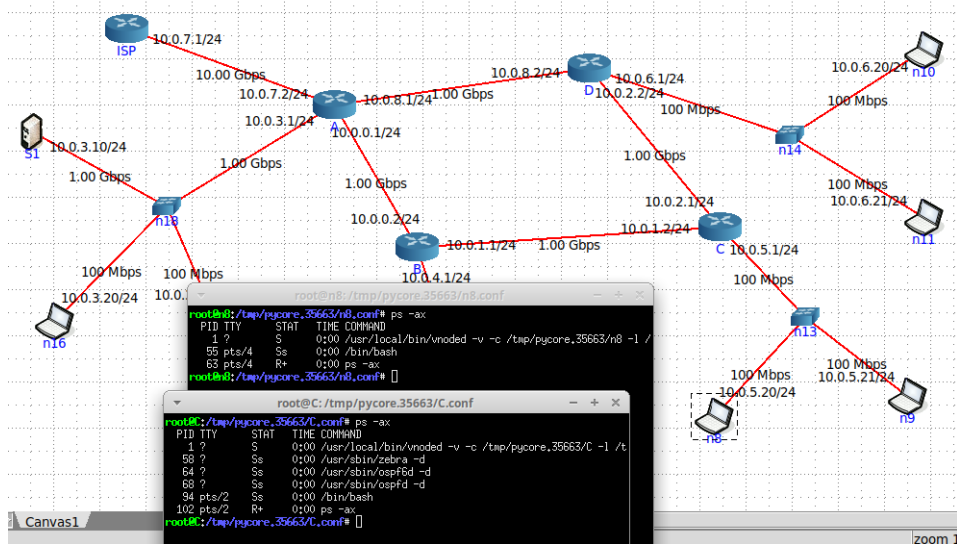 ISP
10.0.7.1/24
10.00 Gbps
10.0.7.2/24
10.0.8.1/24
10.0.3.1/24
A
10.0.0.1/24
1.00 Gbps
10.0.8.2/24
D
10.0.6.1/24
10.0.2.2/24
100 Mbps
10.0.6.20/24
n10
100 Mbps
n14
100 Mbps
10.0.6.21/24
n11
S1
10.0.3.10/24
1.00 Gbps
1.00 Gbps
n18
1.00 Gbps
10.0.0.2/24
B
10.0.1.1/24
10.0.4.1/24
1.00 Gbps
1.00 Gbps
10.0.2.1/24
10.0.1.2/24
C
10.0.5.1/24
100 Mbps
n13
100 Mbps
100 Mbps
10.0.3.20/24
n16
100 Mbps
10.0.5.20/24
n8
100 Mbps
10.0.5.21/24
n9
root@n8: /tmp/pycore.35663/n8.conf
root@n8:/tmp/pycore.35663/n8.conf# ps -ax
PID TTY STAT TIME COMMAND
1 ? S 0:00 /usr/local/bin/vnoded -v -c /tmp/pycore.35663/n8 -l /
55 pts/4 Ss 0:00 /bin/bash
63 pts/4 R+ 0:00 ps -ax
root@n8:/tmp/pycore.35663/n8.conf#
root@C: /tmp/pycore.35663/C.conf
root@C:/tmp/pycore.35663/C.conf# ps -ax
PID TTY STAT TIME COMMAND
1 ? S 0:00 /usr/local/bin/vnoded -v -c /tmp/pycore.35663/C -l /t
58 ? Ss 0:00 /usr/sbin/zebra -d
64 ? Ss 0:00 /usr/sbin/ospf6d -d
68 ? Ss 0:00 /usr/sbin/ospfd -d
94 pts/2 Ss 0:00 /bin/bash
102 pts/2 R+ 0:00 ps -ax
root@C:/tmp/pycore.35663/C.conf#
Canvas1
zoom 1